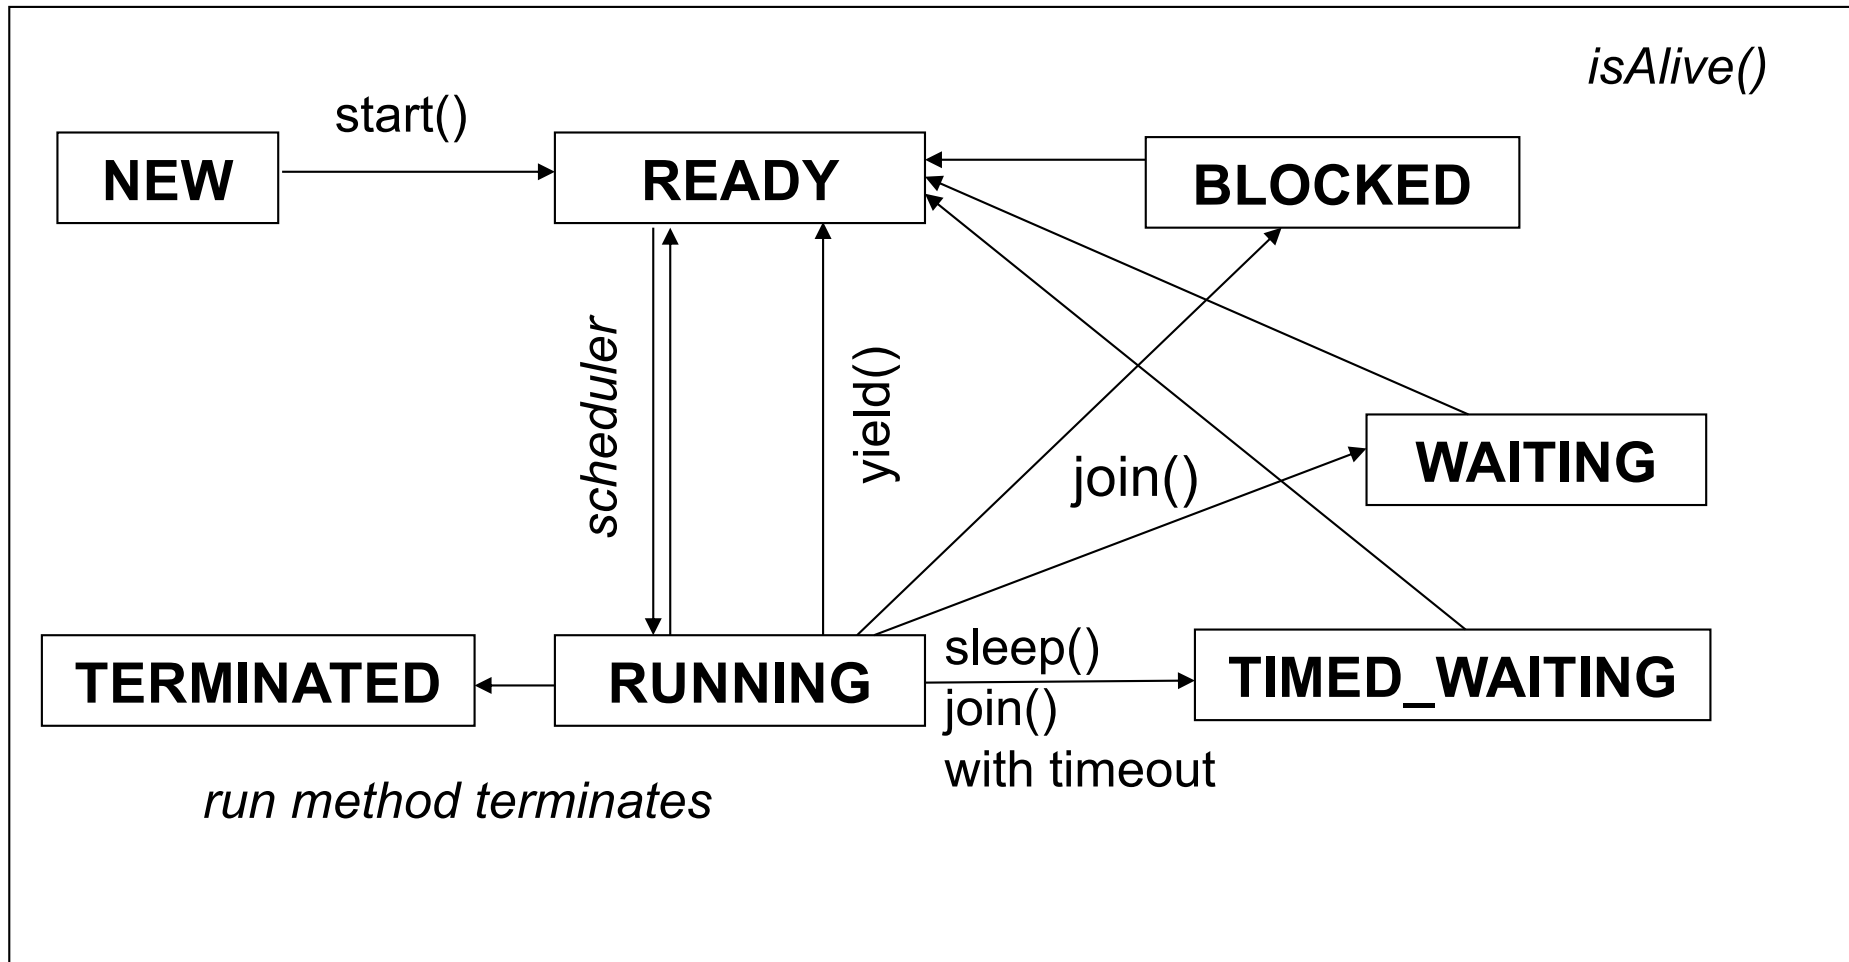 isAlive()
start()
NEW
READY
BLOCKED
scheduler
yield()
join()
WAITING
TERMINATED
RUNNING
sleep()
join()
with timeout
TIMED_WAITING
run method terminates